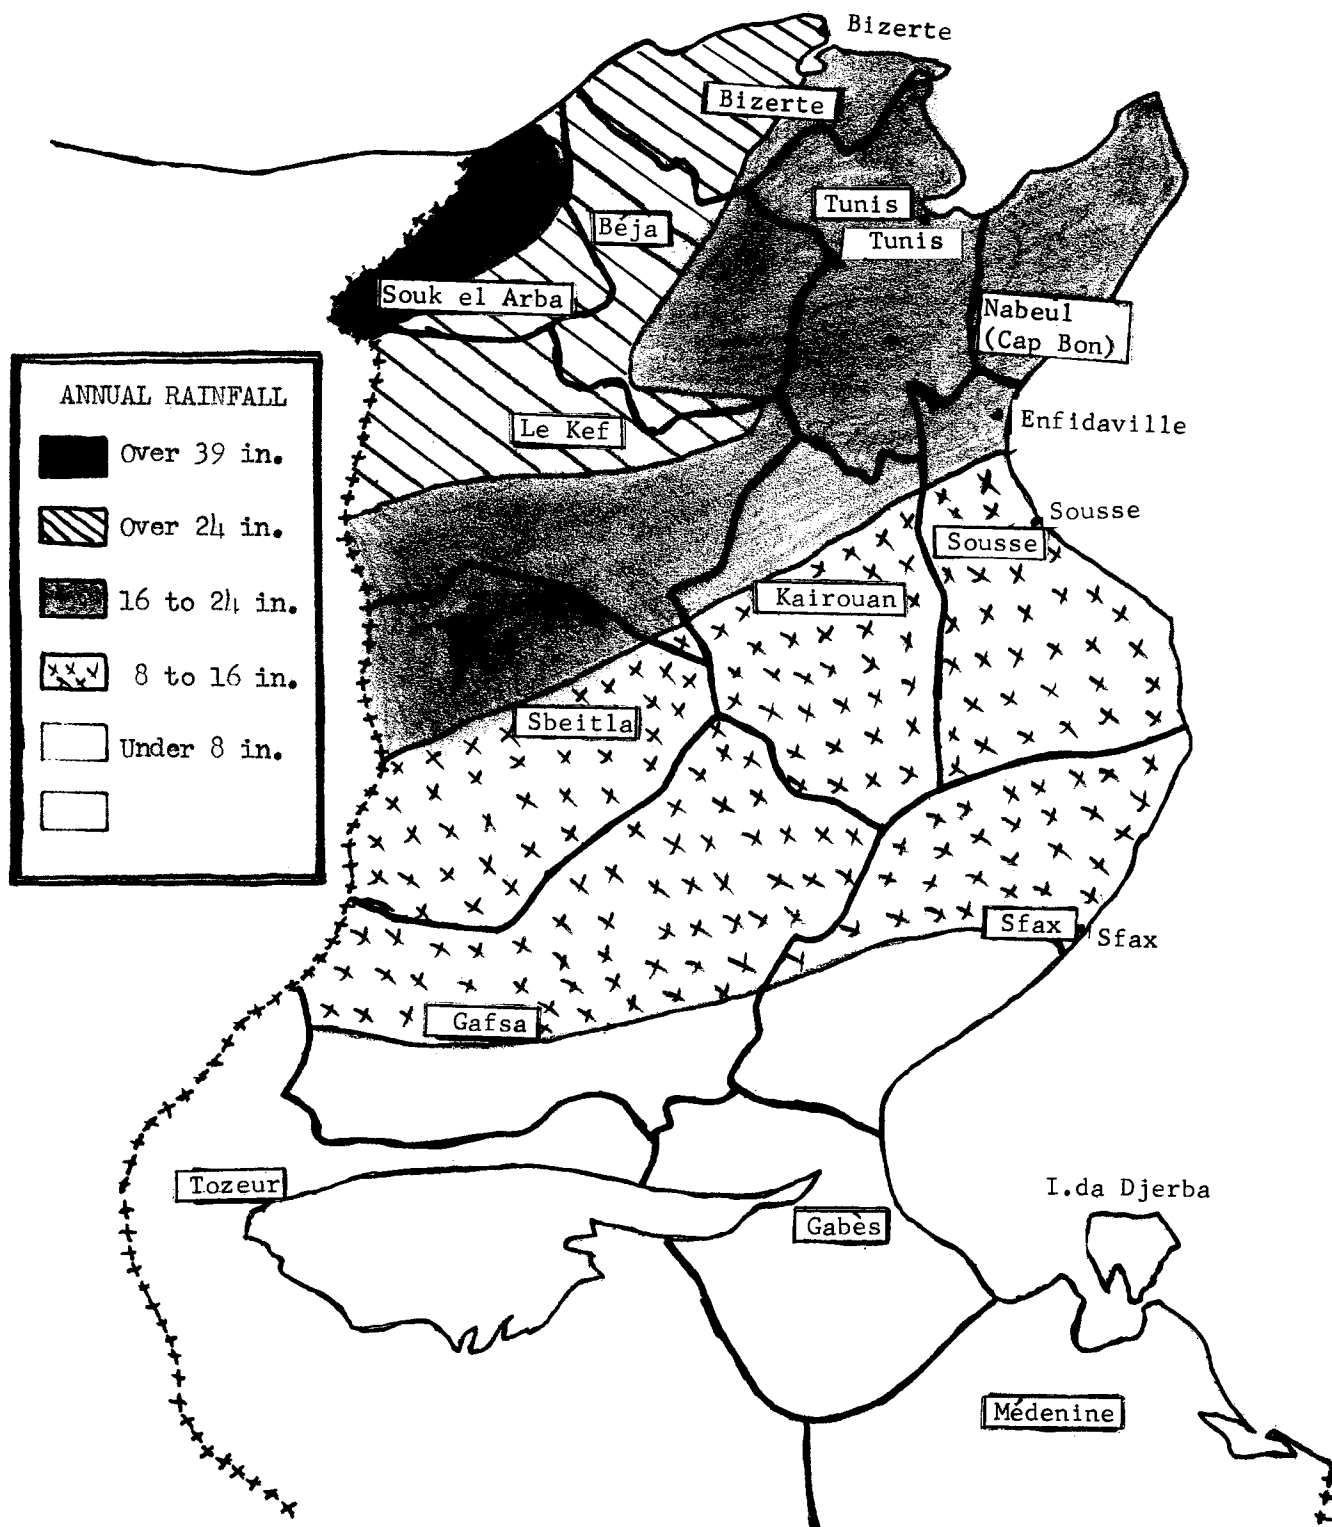 Bizerte
Bizerte
Tunis
Tunis
Béja
Souk el Arba
Nabeul
(Cap Bon)
ANNUAL RAINFALL
Over 39 in.
Over 24 in.
16 to 24 in.
8 to 16 in.
Under 8 in.
Le Kef
Enfidaville
Sousse
Sousse
Kairouan
Sbeitla
Sfax
Sfax
Gafsa
Tozeur
I.da Djerba
Gabès
Médenine